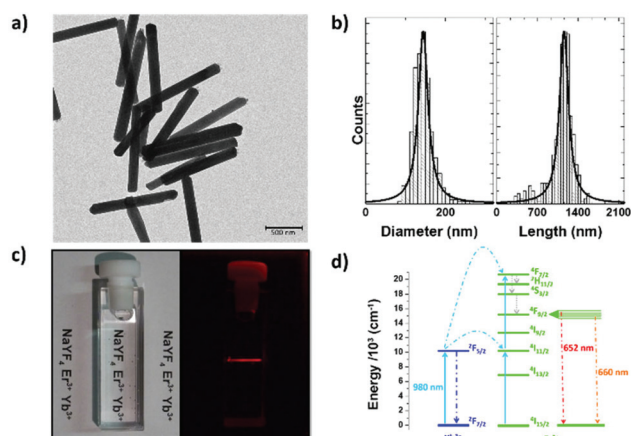 a)
500 nm
b)
Counts
0 200
Diameter (nm)
0 700 1400 2100
Length (nm)
c)
NaYF₄ Er³⁺ Yb³⁺
NaYF₄ Er³⁺ Yb³⁺
NaYF₄ Er³⁺ Yb³⁺
d)
Energy /10³ (cm⁻¹)
20
18
16
14
12
10
8
6
4
2
0
980 nm
²F₅/₂
²F₇/₂
⁴F₇/₂
²H₁₁/₂
⁴S₃/₂
⁴F₉/₂
⁴I₉/₂
⁴I₁₁/₂
⁴I₁₃/₂
⁴I₁₅/₂
652 nm
660 nm